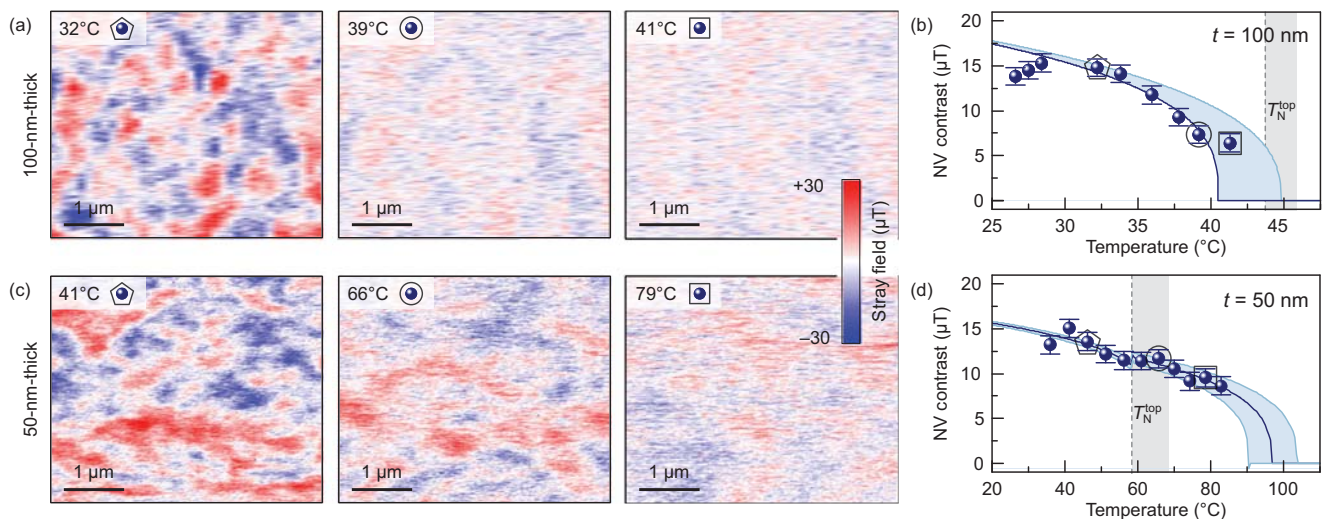 (a)
100-nm-thick
32°C
1 μm
39°C
1 μm
41°C
1 μm
+30
Stray field (μT)
–30
(b)
t = 100 nm
T_N^top
NV contrast (μT)
20
15
10
5
0
25
30
35
40
45
Temperature (°C)
(c)
50-nm-thick
41°C
1 μm
66°C
1 μm
79°C
1 μm
(d)
t = 50 nm
T_N^top
NV contrast (μT)
20
15
10
5
0
20
40
60
80
100
Temperature (°C)